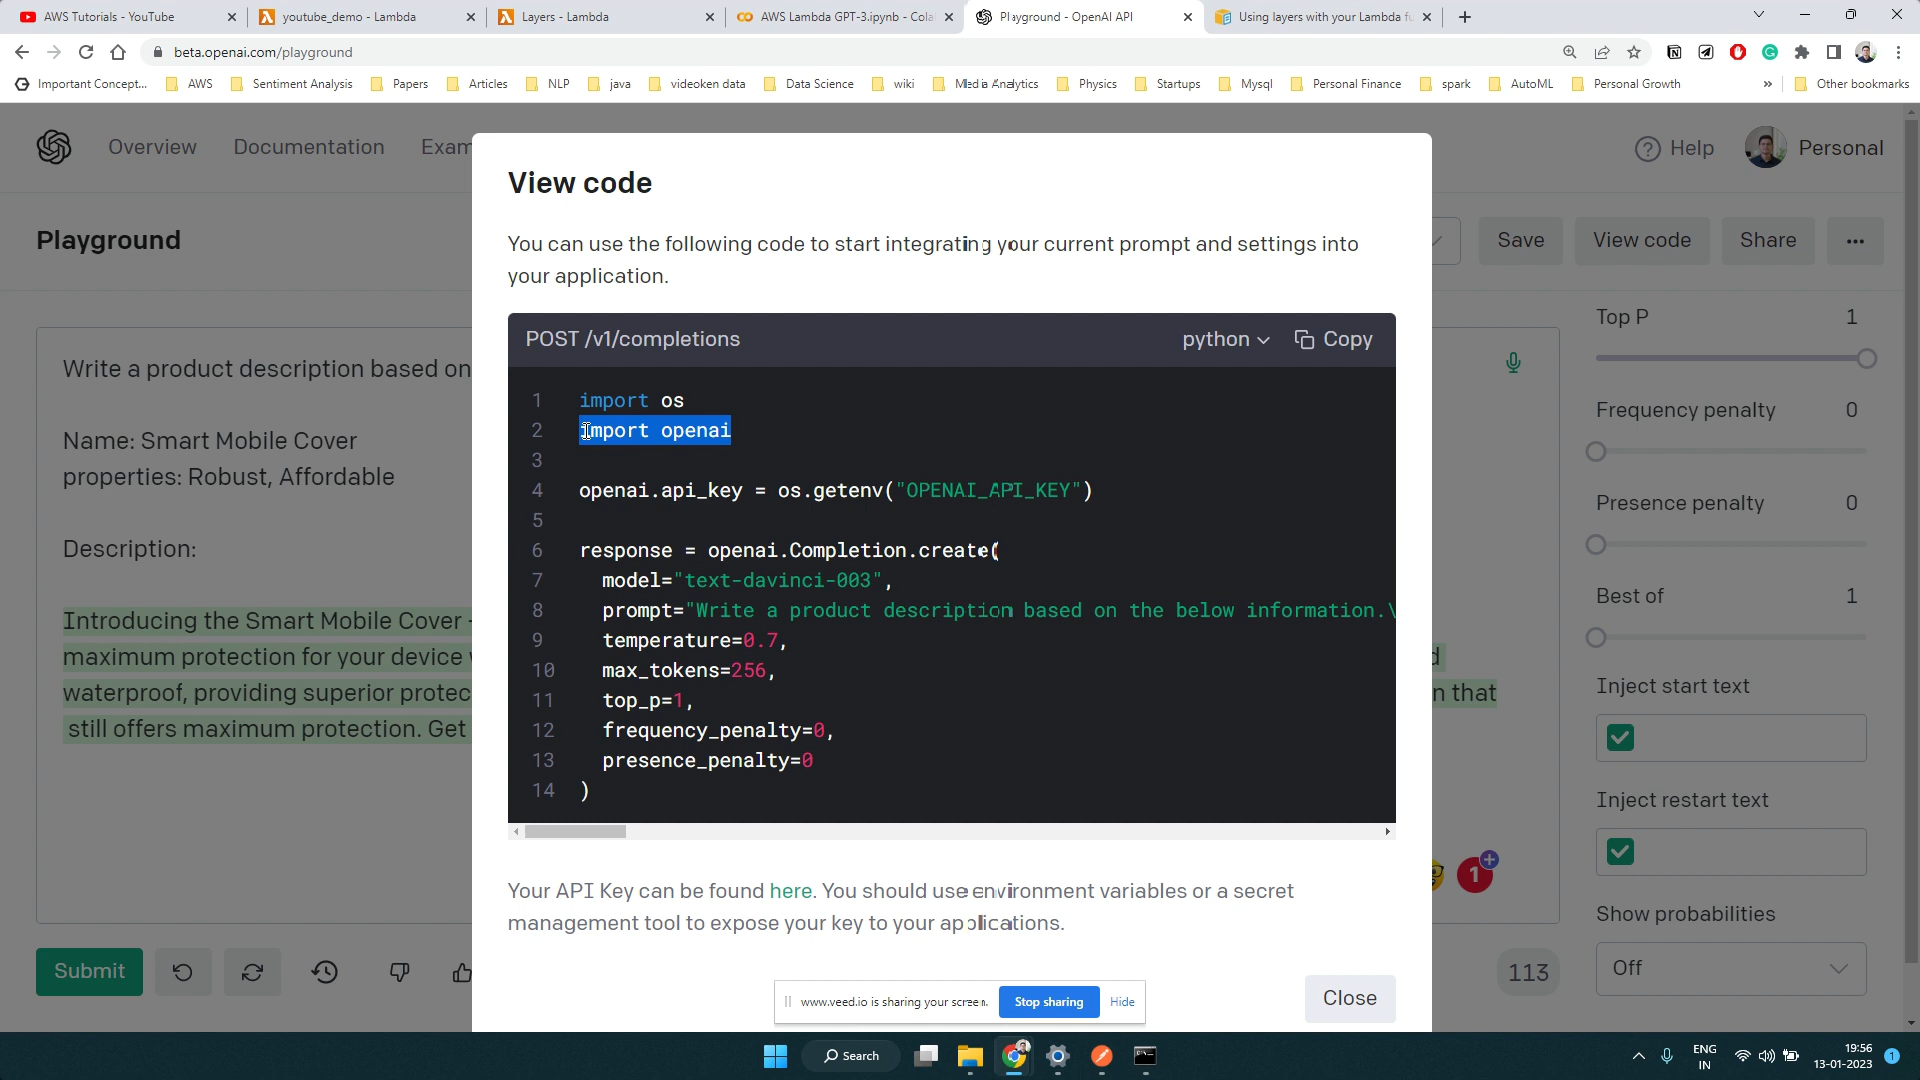 AWS Tutorials - YouTube
youtube_demo - Lambda
Layers - Lambda
AWS Lambda GPT-3.ipynb - Cola
Playground - OpenAI API
Using layers with your Lambda fu
beta.openai.com/playground
Important Concept...
AWS
Sentiment Analysis
Papers
Articles
NLP
java
videoken data
Data Science
wiki
Media Analytics
Physics
Startups
Mysql
Personal Finance
spark
AutoML
Personal Growth
»
Other bookmarks
Overview
Documentation
Exam
Help
Personal
Playground
Save
View code
Share
...
View code
You can use the following code to start integrating your current prompt and settings into
your application.
POST /v1/completions
python
Copy
1 import os
2 import openai
3
4 openai.api_key = os.getenv("OPENAI_API_KEY")
5
6 response = openai.Completion.create(
7 model="text-davinci-003",
8 prompt="Write a product description based on the below information.\
9 temperature=0.7,
10 max_tokens=256,
11 top_p=1,
12 frequency_penalty=0,
13 presence_penalty=0
14 )
Your API Key can be found here. You should use environment variables or a secret
management tool to expose your key to your applications.
Close
Write a product description based on
Name: Smart Mobile Cover
properties: Robust, Affordable
Description:
Introducing the Smart Mobile Cover -
maximum protection for your device
waterproof, providing superior protec
still offers maximum protection. Get
d
n that
1
Top P 1
Frequency penalty 0
Presence penalty 0
Best of 1
Inject start text
Inject restart text
Show probabilities
Off
Submit
113
www.veed.io is sharing your screen.
Stop sharing
Hide
Search
ENG
IN
19:56
13-01-2023
1